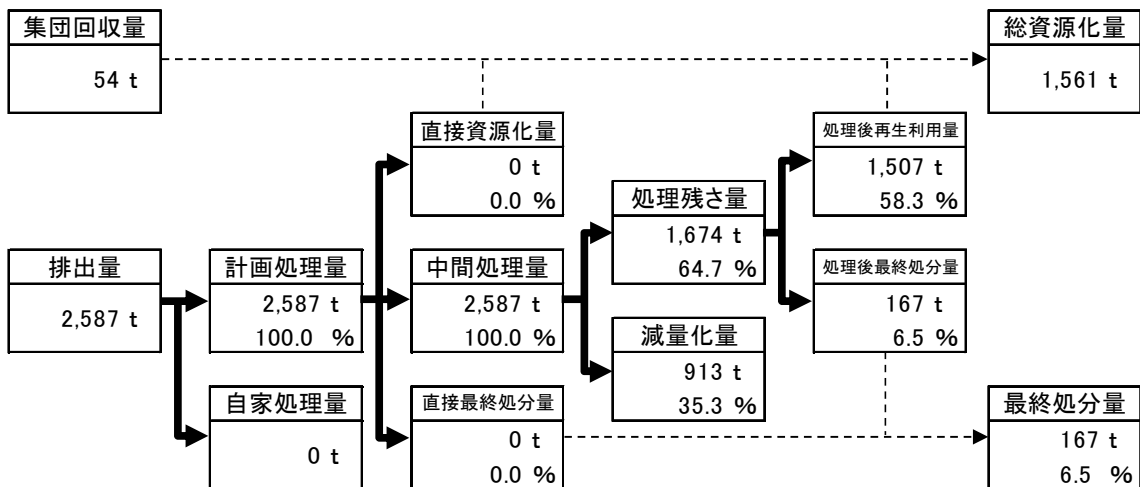 集団回収量
54 t
総資源化量
1,561 t
直接資源化量
0 t
0.0 %
処理後再生利用量
1,507 t
58.3 %
処理残さ量
1,674 t
64.7 %
排出量
2,587 t
計画処理量
2,587 t
100.0 %
中間処理量
2,587 t
100.0 %
処理後最終処分量
167 t
6.5 %
減量化量
913 t
35.3 %
自家処理量
0 t
直接最終処分量
0 t
0.0 %
最終処分量
167 t
6.5 %